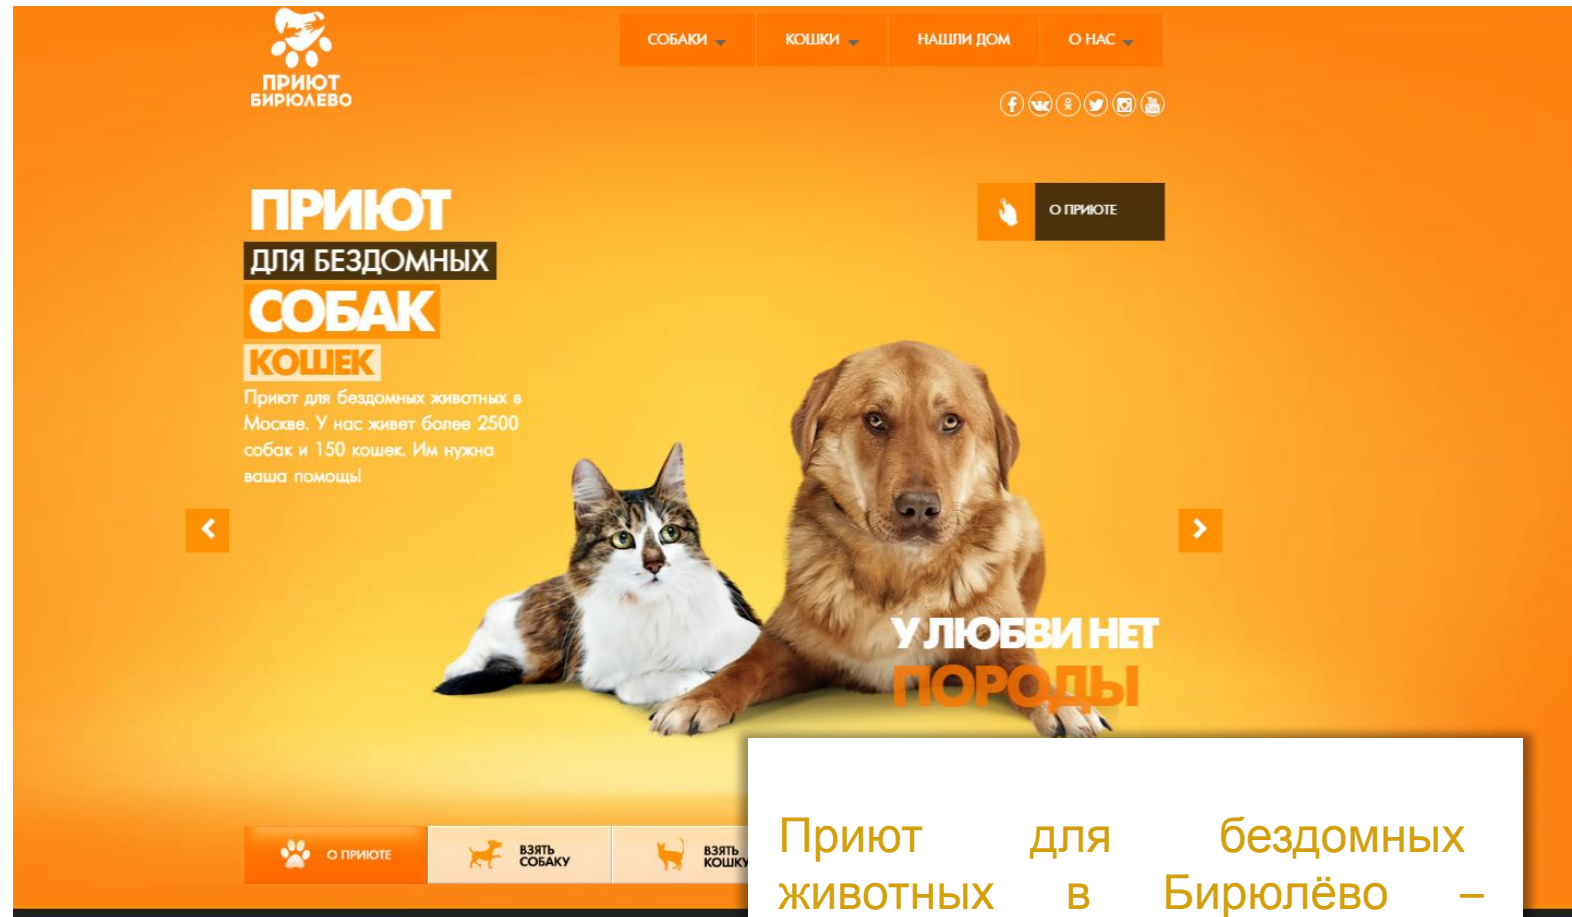 ПРИЮТ
БИРЮЛЕВО
СОБАКИ
КОШКИ
НАШЛИ ДОМ
О НАС
ПРИЮТ
ДЛЯ БЕЗДОМНЫХ
СОБАК
КОШЕК
Приют для бездомных животных в
Москве. У нас живет более 2500
собак и 150 кошек. Им нужна
ваша помощь!
О ПРИЮТЕ
У ЛЮБВИ НЕТ
ПОРОДЫ
О ПРИЮТЕ
ВЗЯТЬ
СОБАКУ
ВЗЯТЬ
КОШКУ
Приют для бездомных
животных в Бирюлёво –